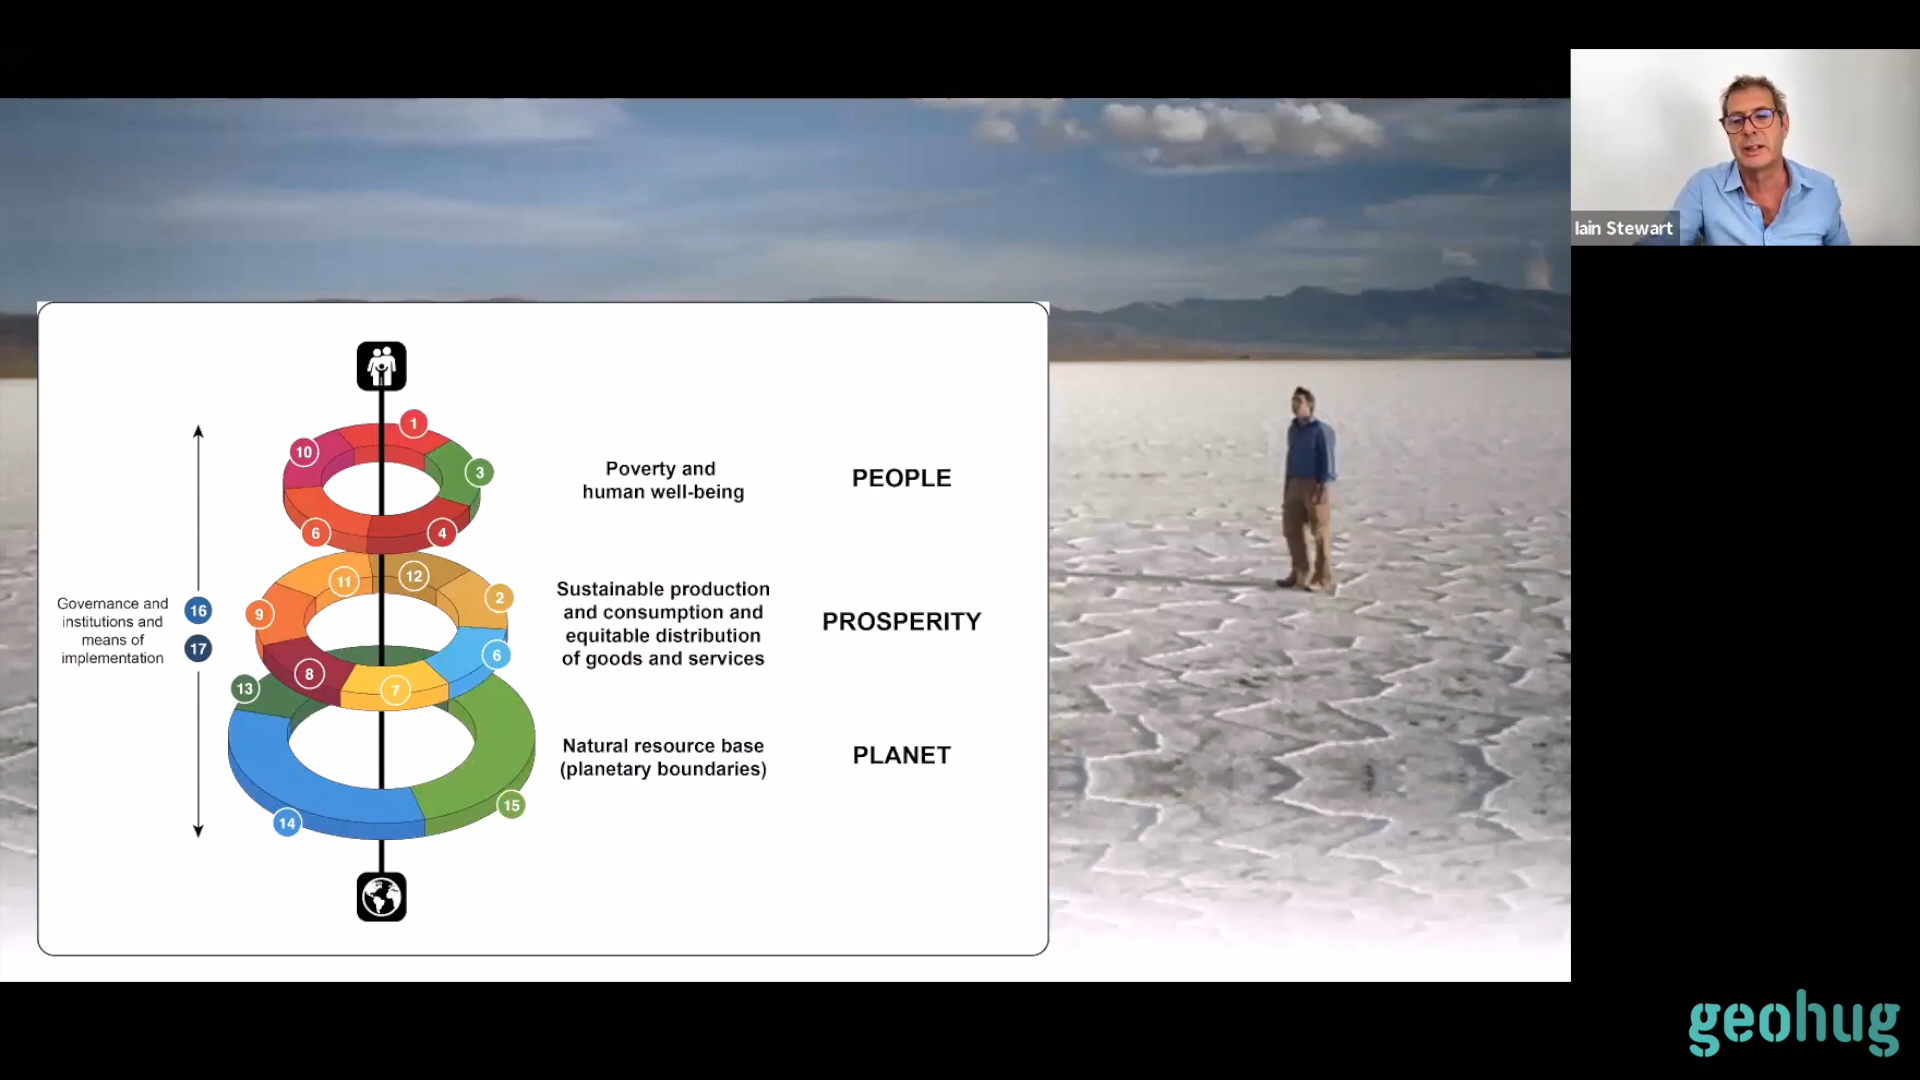 Iain Stewart
1
10
3
6
4
Poverty and
human well-being
PEOPLE
11
12
2
9
6
8
7
Sustainable production
and consumption and
equitable distribution
of goods and services
PROSPERITY
Governance and
institutions and
means of
implementation
16
17
13
14
15
Natural resource base
(planetary boundaries)
PLANET
geohug